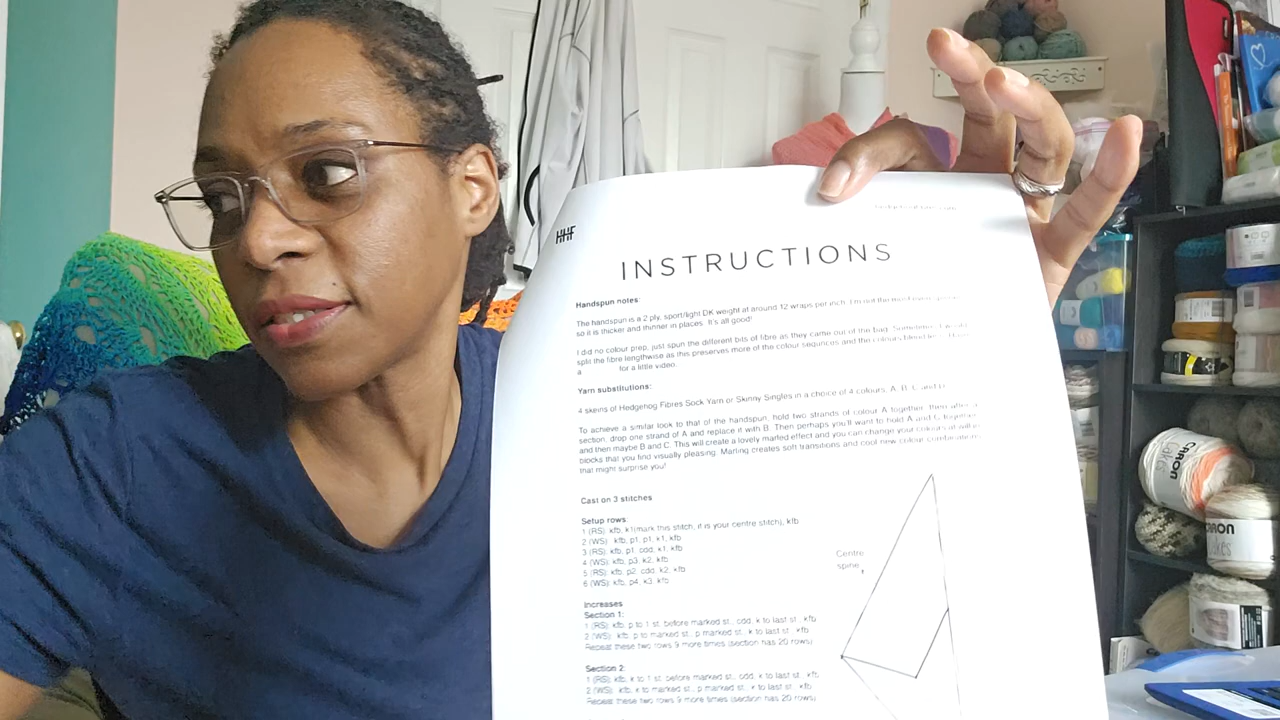 HHF
INSTRUCTIONS
Handspun notes:
The handspun is a 2 ply, sport/light DK weight at around 12 wraps per inch. I'm not the most even
so it is thicker and thinner in places. It's all good!
I did no colour prep, just spun the different bits of fibre as they came out of the bag. Sometimes
split the fibre lengthwise as this preserves more of the colour sequences and the colours blend
a for a little video.
Yarn substitutions:
4 skeins of Hedgehog Fibres Sock Yarn or Skinny Singles in a choice of 4 colours, A, B, C and D
To achieve a similar look to that of the handspun, hold two strands of colour A together, then after a
section, drop one strand of A and replace it with B. Then perhaps you'll want to hold A and C together
and then maybe B and C. This will create a lovely marled effect and you can change your colours at will in
blocks that you find visually pleasing. Marling creates soft transitions and cool new colour combinations
that might surprise you!
Cast on 3 stitches
Setup rows:
1 (RS): kfb, k1(mark this stitch, it is your centre stitch), kfb
2 (WS): kfb, p1, p1, k1, kfb
3 (RS): kfb, p1, cdd, k1, kfb
4 (WS): kfb, p3, k2, kfb
5 (RS): kfb, p2, cdd, k2, kfb
6 (WS): kfb, p4, k3, kfb
Centre
spine
Increases
Section 1:
1 (RS): kfb, p to 1 st. before marked st., cdd, k to last st., kfb
2 (WS): kfb, p to marked st., p marked st., k to last st., kfb
Repeat these two rows 9 more times (section has 20 rows)
Section 2:
1 (RS): kfb, k to 1 st. before marked st., cdd, k to last st., kfb
2 (WS): kfb, k to marked st., p marked st., k to last st., kfb
Repeat these two rows 9 more times (section has 20 rows)
CARON
cakes
CARON
cakes